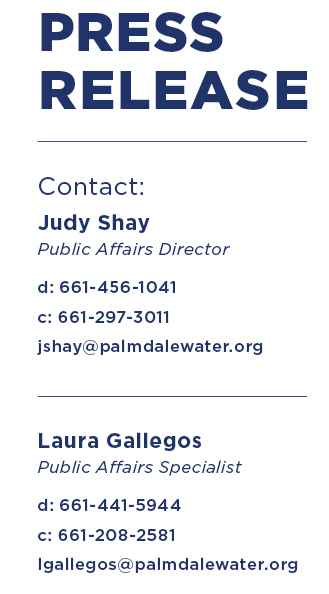 PRESS
RELEASE
Contact:
Judy Shay
Public Affairs Director
d: 661-456-1041
c: 661-297-3011
jshay@palmdalewater.org
Laura Gallegos
Public Affairs Specialist
d: 661-441-5944
c: 661-208-2581
lgallegos@palmdalewater.org